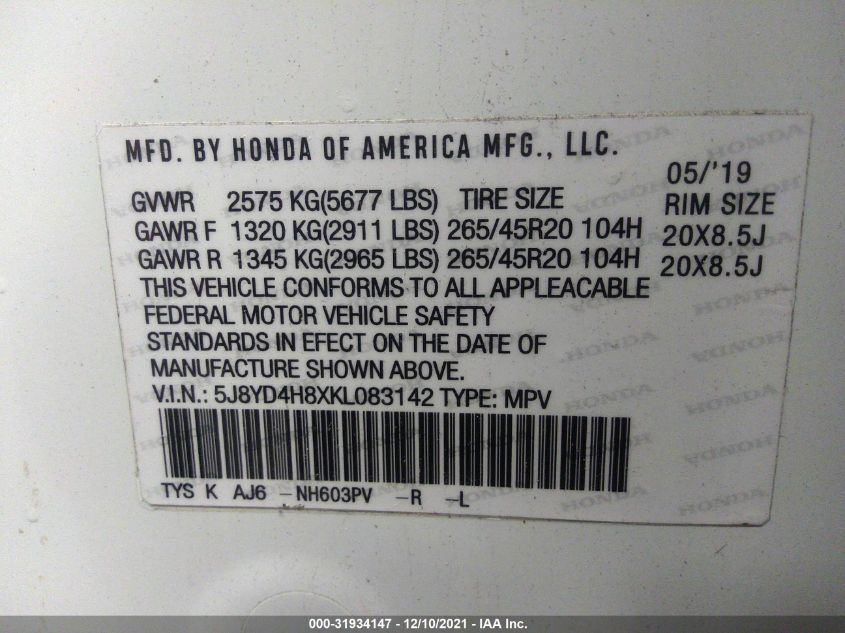 MFD. BY HONDA OF AMERICA MFG., LLC.
05/'19
GVWR 2575 KG(5677 LBS) TIRE SIZE RIM SIZE
GAWR F 1320 KG(2911 LBS) 265/45R20 104H 20X8.5J
GAWR R 1345 KG(2965 LBS) 265/45R20 104H 20X8.5J
THIS VEHICLE CONFORMS TO ALL APPLEACABLE
FEDERAL MOTOR VEHICLE SAFETY
STANDARDS IN EFECT ON THE DATE OF
MANUFACTURE SHOWN ABOVE.
V.I.N.: 5J8YD4H8XKL083142 TYPE: MPV
TYS K AJ6 -NH603PV -R -L
000-31934147 - 12/10/2021 - IAA Inc.